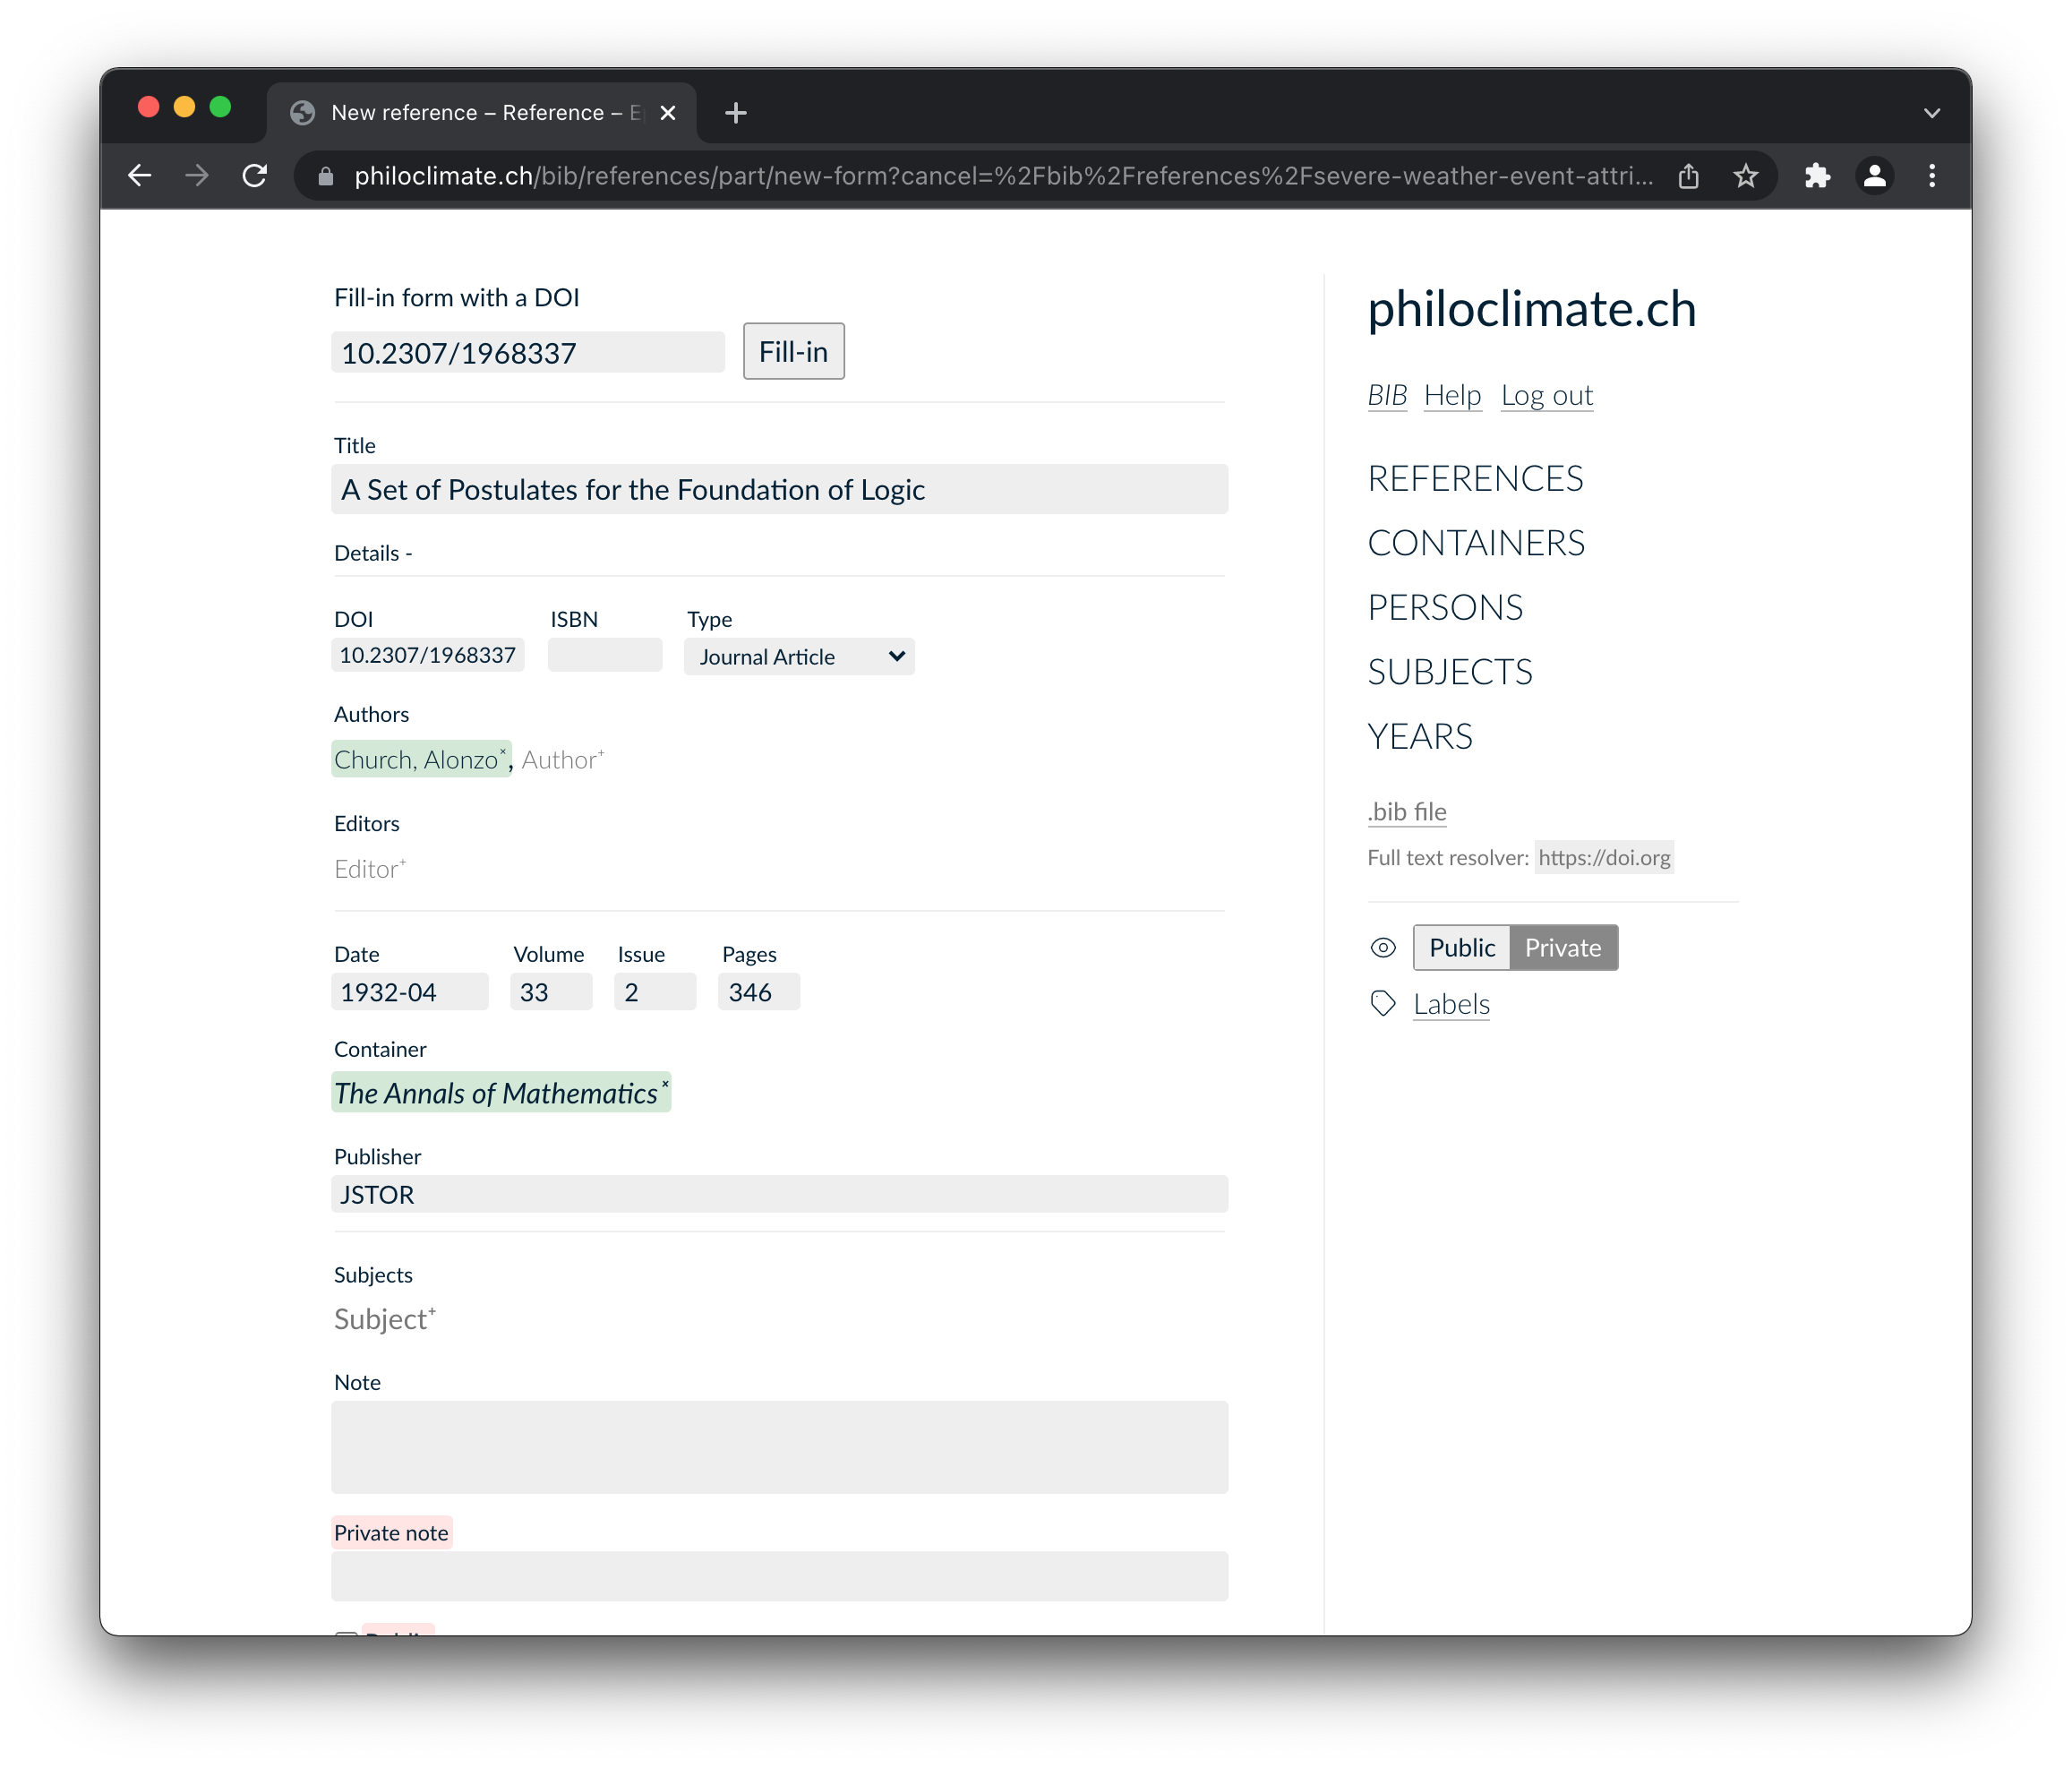 New reference – Reference – E
philoclimate.ch/bib/references/part/new-form?cancel=%2Fbib%2Freferences%2Fsevere-weather-event-attri...
Fill-in form with a DOI
10.2307/1968337 Fill-in
Title
A Set of Postulates for the Foundation of Logic
Details -
DOI ISBN Type
10.2307/1968337 Journal Article
Authors
Church, Alonzo×, Author+
Editors
Editor+
Date Volume Issue Pages
1932-04 33 2 346
Container
The Annals of Mathematics×
Publisher
JSTOR
Subjects
Subject+
Note
Private note
philoclimate.ch
BIB Help Log out
REFERENCES
CONTAINERS
PERSONS
SUBJECTS
YEARS
.bib file
Full text resolver: https://doi.org
Public Private
Labels